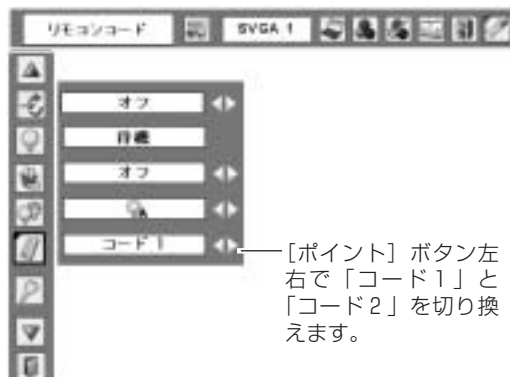 リモコンコード
SVGA 1
オフ
待機
オフ
コード 1
［ポイント］ボタン左
右で「コード１」と
「コード２」を切り換
えます。